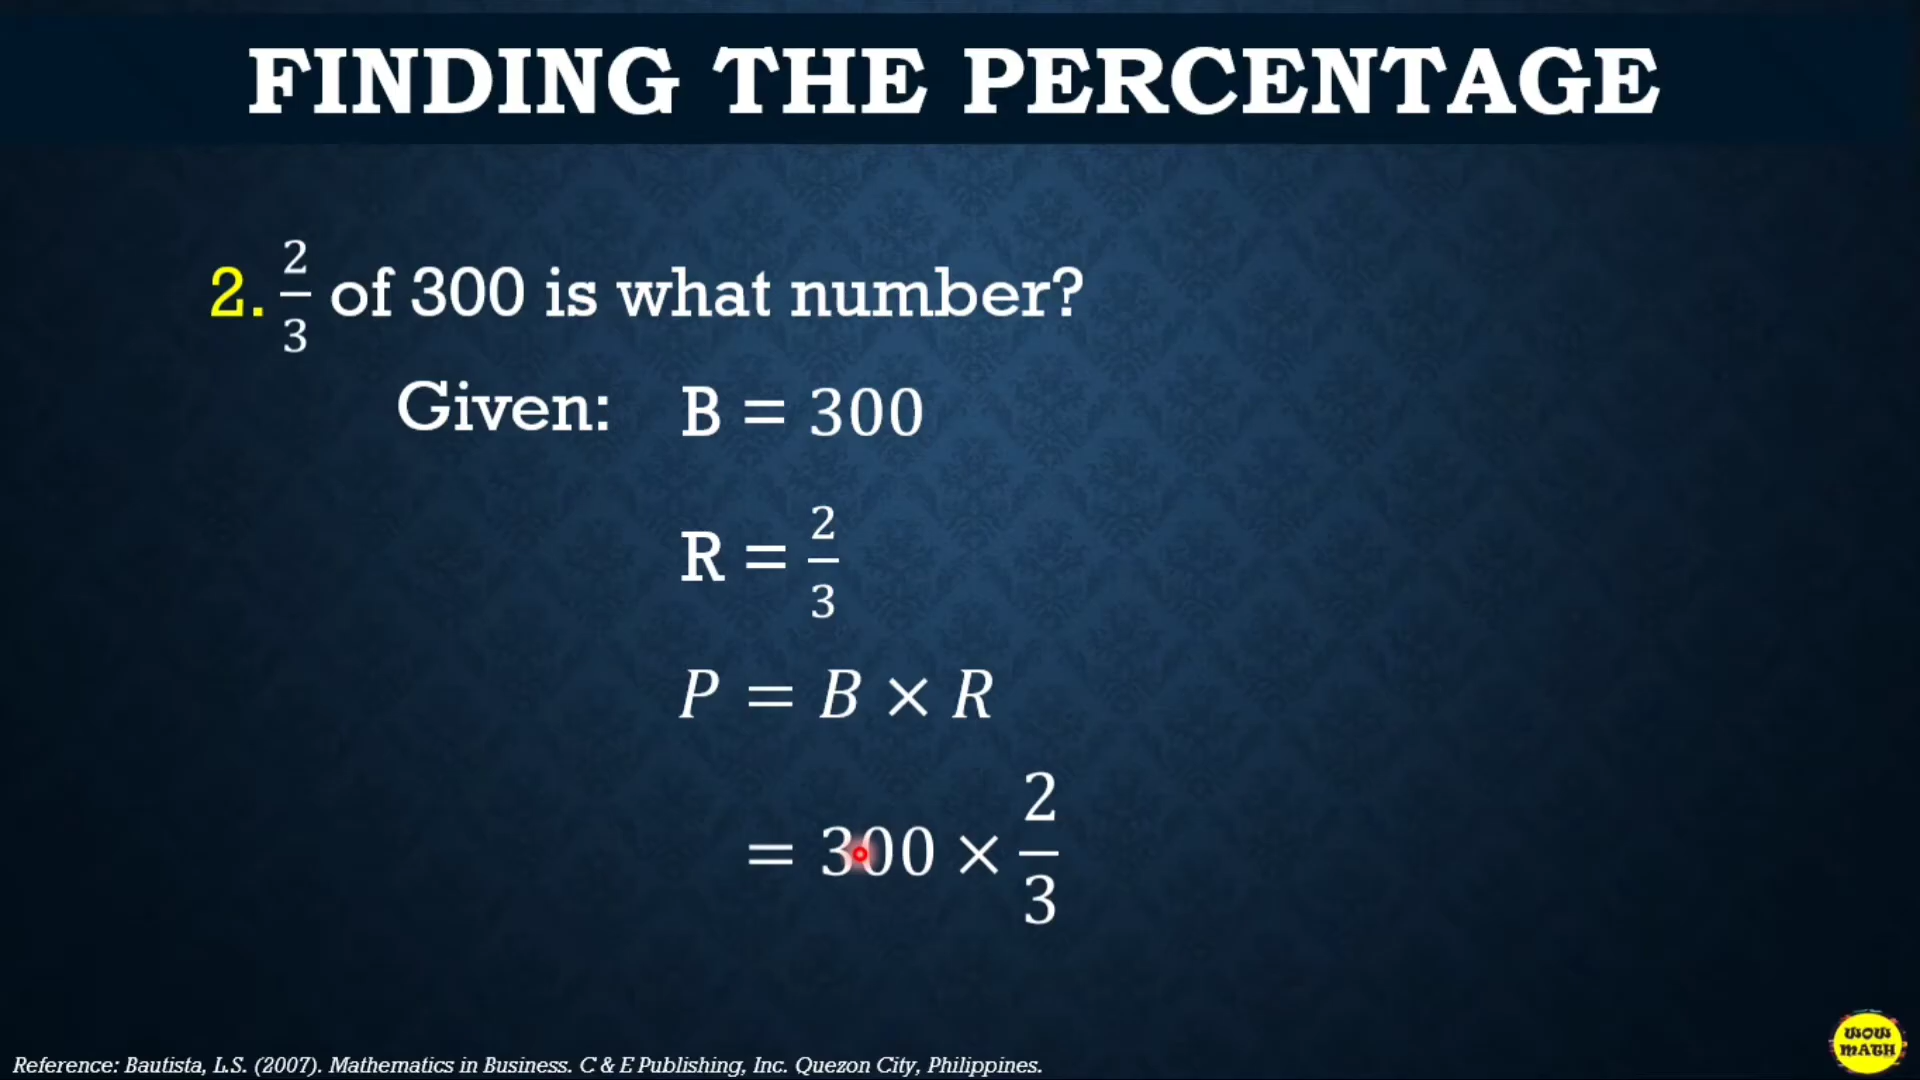 FINDING THE PERCENTAGE
2. 2/3 of 300 is what number?
Given: B = 300
R = 2/3
P = B × R
= 300 × 2/3
Reference: Bautista, L.S. (2007). Mathematics in Business. C & E Publishing, Inc. Quezon City, Philippines.
WOW
MATH